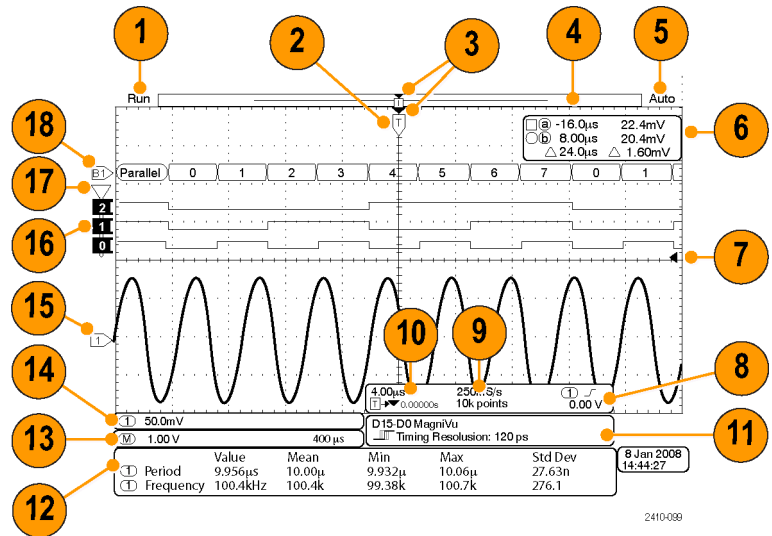 1 2 3 4 5
Run T Auto
T
6
a -16.0µs 22.4mV
b 8.00µs 20.4mV
△ 24.0µs △ 1.60mV
18
B1 Parallel 0 1 2 3 4 5 6 7 0 1
17
2
16 1
0
7
15
1
10 9
14
8
4.00µs 250MS/s 1
T→▼ 0.00000s 10k points 0.00 V
1 50.0mV
13
M 1.00 V 400 µs
D15-D0 MagniVu
Timing Resolusion: 120 ps
11
12
Value Mean Min Max Std Dev
1 Period 9.956µs 10.00µ 9.932µ 10.06µ 27.63n
1 Frequency 100.4kHz 100.4k 99.38k 100.7k 276.1
8 Jan 2008
14:44:27
2410-099